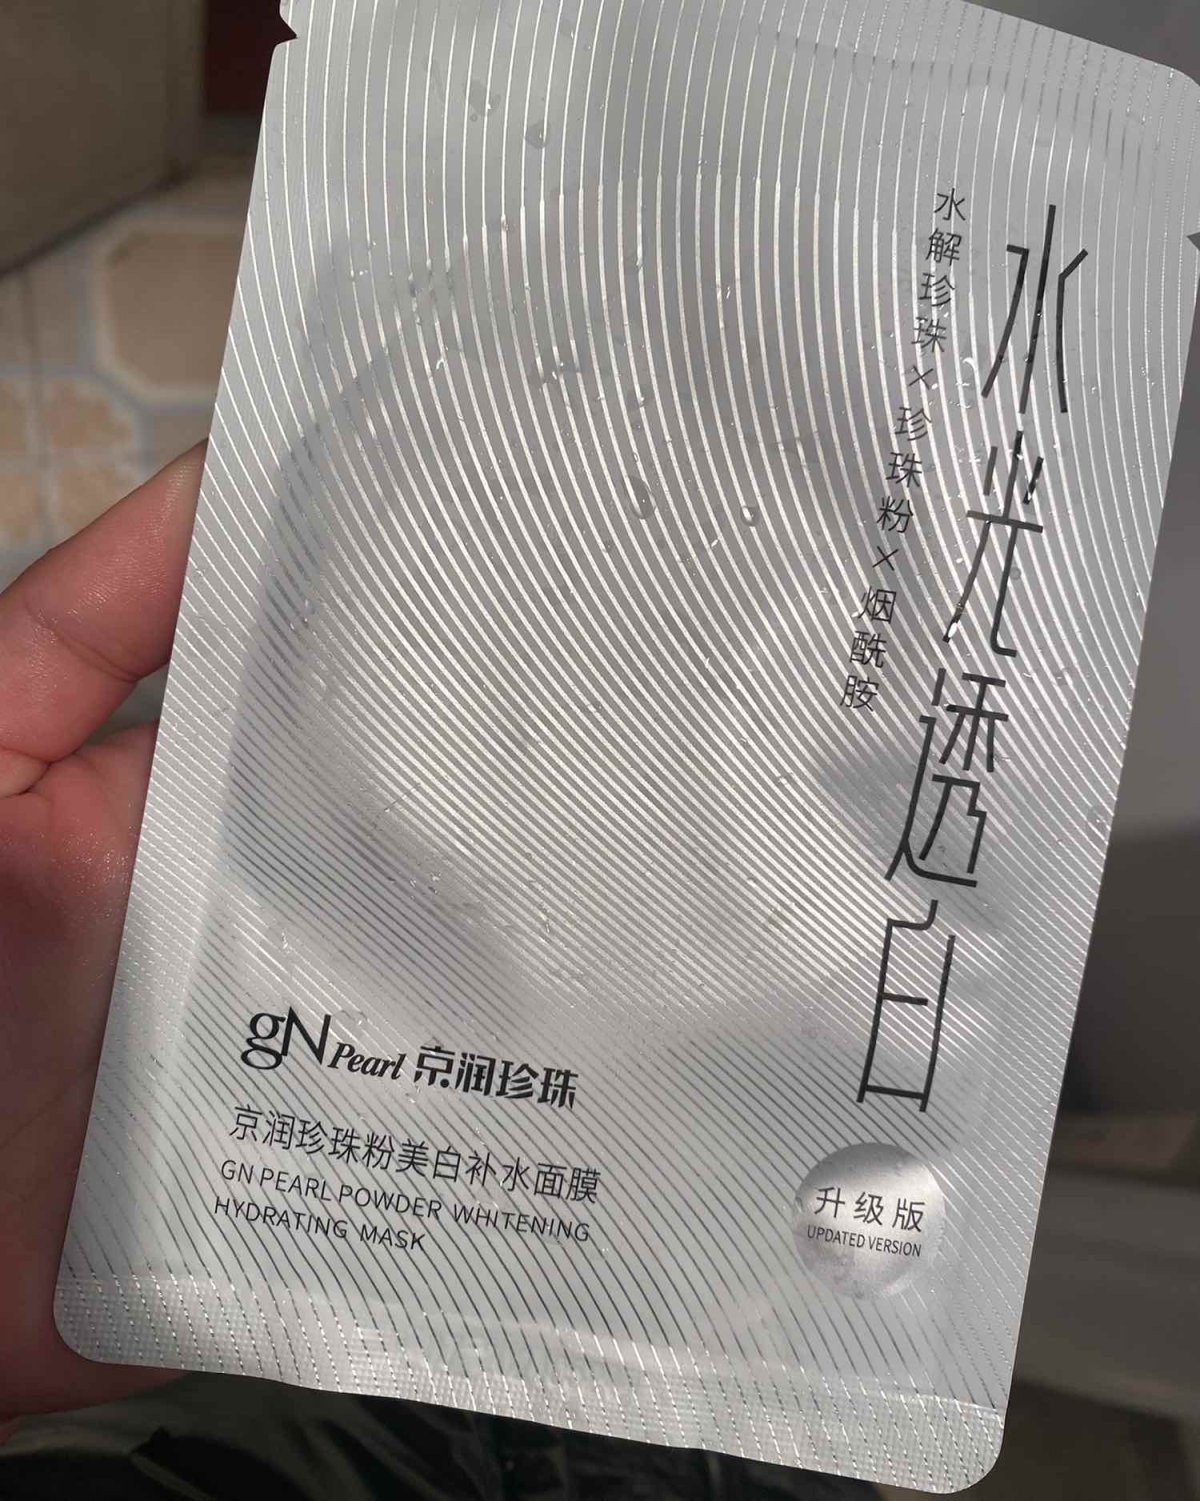 水光透白
水解珍珠×珍珠粉×烟酰胺
gN Pearl 京润珍珠
京润珍珠粉美白补水面膜
GN PEARL POWDER WHITENING
HYDRATING MASK
升级版
UPDATED VERSION